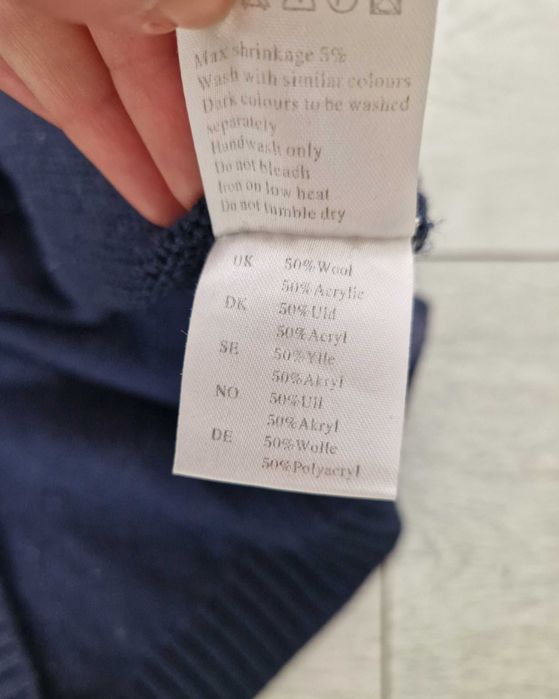 Max shrinkage 5%
Wash with similar colours
Dark colours to be washed
separately
Handwash only
Do not bleach
Iron on low heat
Do not tumble dry
UK 50%Wool
50%Acrylic
DK 50%Uld
50%Acryl
SE 50%Ylle
50%Akryl
NO 50%Ull
50%Akryl
DE 50%Wolle
50%Polyacryl